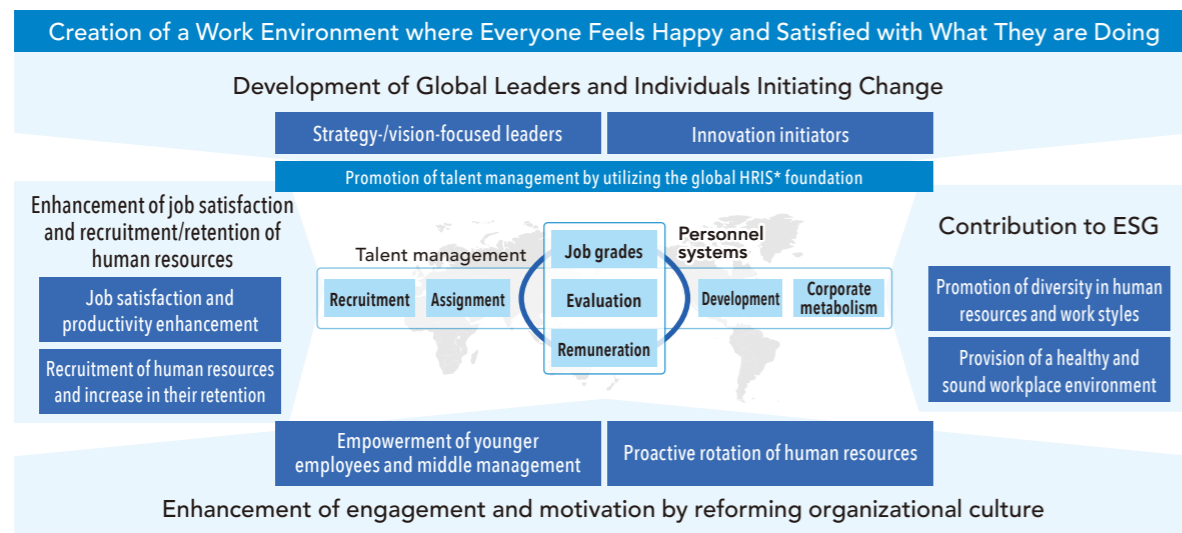 Creation of a Work Environment where Everyone Feels Happy and Satisfied with What They are Doing
Development of Global Leaders and Individuals Initiating Change
Strategy-/vision-focused leaders
Innovation initiators
Promotion of talent management by utilizing the global HRIS* foundation
Enhancement of job satisfaction
and recruitment/retention of
human resources
Job satisfaction and
productivity enhancement
Recruitment of human resources
and increase in their retention
Talent management
Personnel
systems
Job grades
Recruitment
Assignment
Evaluation
Development
Corporate
metabolism
Remuneration
Contribution to ESG
Promotion of diversity in human
resources and work styles
Provision of a healthy and
sound workplace environment
Empowerment of younger
employees and middle management
Proactive rotation of human resources
Enhancement of engagement and motivation by reforming organizational culture